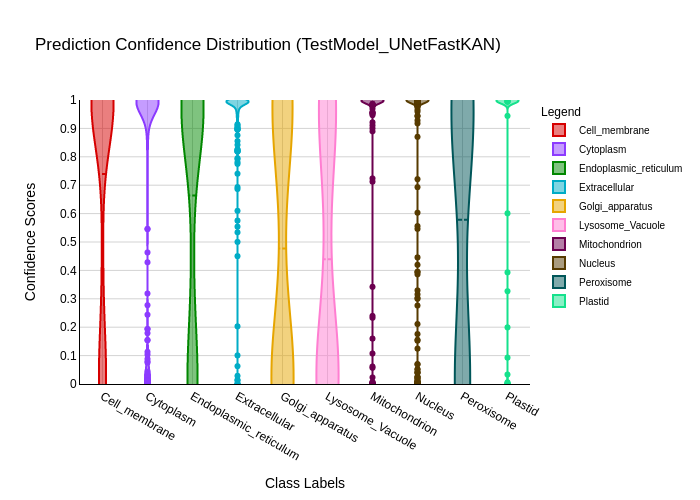 Prediction Confidence Distribution (TestModel_UNetFastKAN)
Legend
Cell_membrane
Cytoplasm
Endoplasmic_reticulum
Extracellular
Golgi_apparatus
Lysosome_Vacuole
Mitochondrion
Nucleus
Peroxisome
Plastid
Confidence Scores
1
0.9
0.8
0.7
0.6
0.5
0.4
0.3
0.2
0.1
0
Cell_membrane
Cytoplasm
Endoplasmic_reticulum
Extracellular
Golgi_apparatus
Lysosome_Vacuole
Mitochondrion
Nucleus
Peroxisome
Plastid
Class Labels